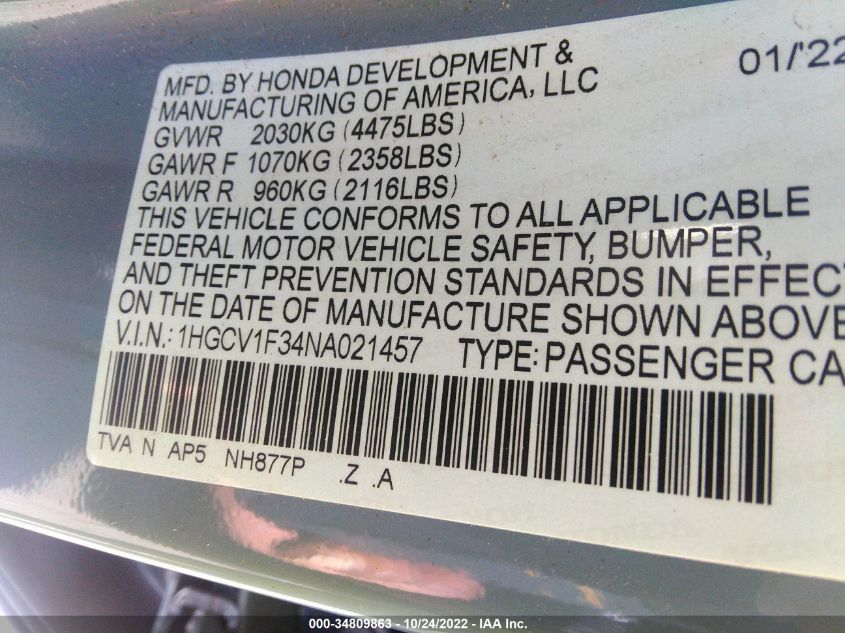 01/'22
MFD. BY HONDA DEVELOPMENT &
MANUFACTURING OF AMERICA, LLC
GVWR 2030KG (4475LBS)
GAWR F 1070KG (2358LBS)
GAWR R 960KG (2116LBS)
THIS VEHICLE CONFORMS TO ALL APPLICABLE
FEDERAL MOTOR VEHICLE SAFETY, BUMPER,
AND THEFT PREVENTION STANDARDS IN EFFECT
ON THE DATE OF MANUFACTURE SHOWN ABOVE
V.I.N.: 1HGCV1F34NA021457 TYPE: PASSENGER CA
TVA N AP5 NH877P .Z .A
000-34809863 - 10/24/2022 - IAA Inc.